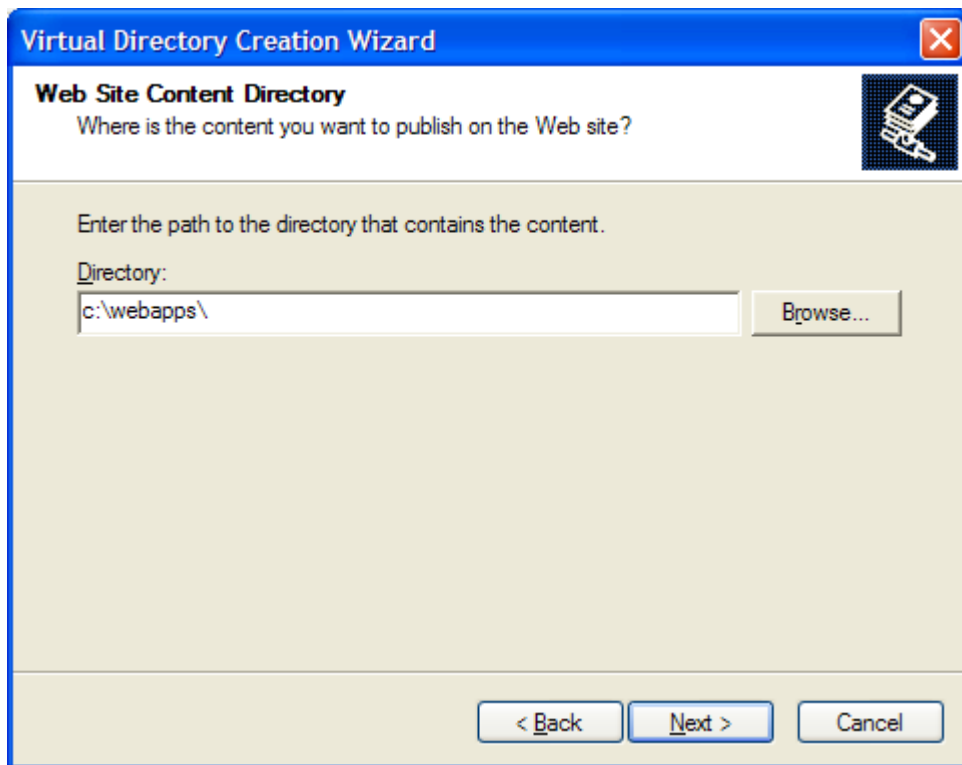 Virtual Directory Creation Wizard
Web Site Content Directory
Where is the content you want to publish on the Web site?
Enter the path to the directory that contains the content.
Directory:
c:\webapps\
Browse...
< Back
Next >
Cancel